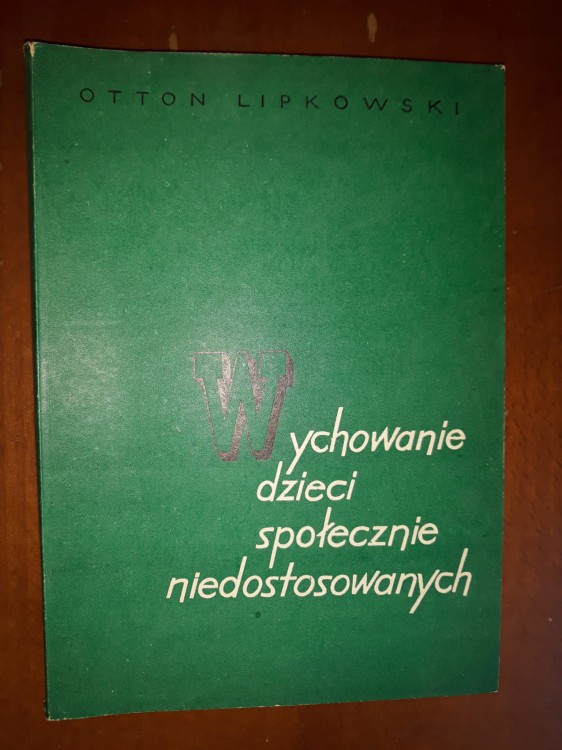 OTTON LIPKOWSKI
Wychowanie
dzieci
społecznie
niedostosowanych